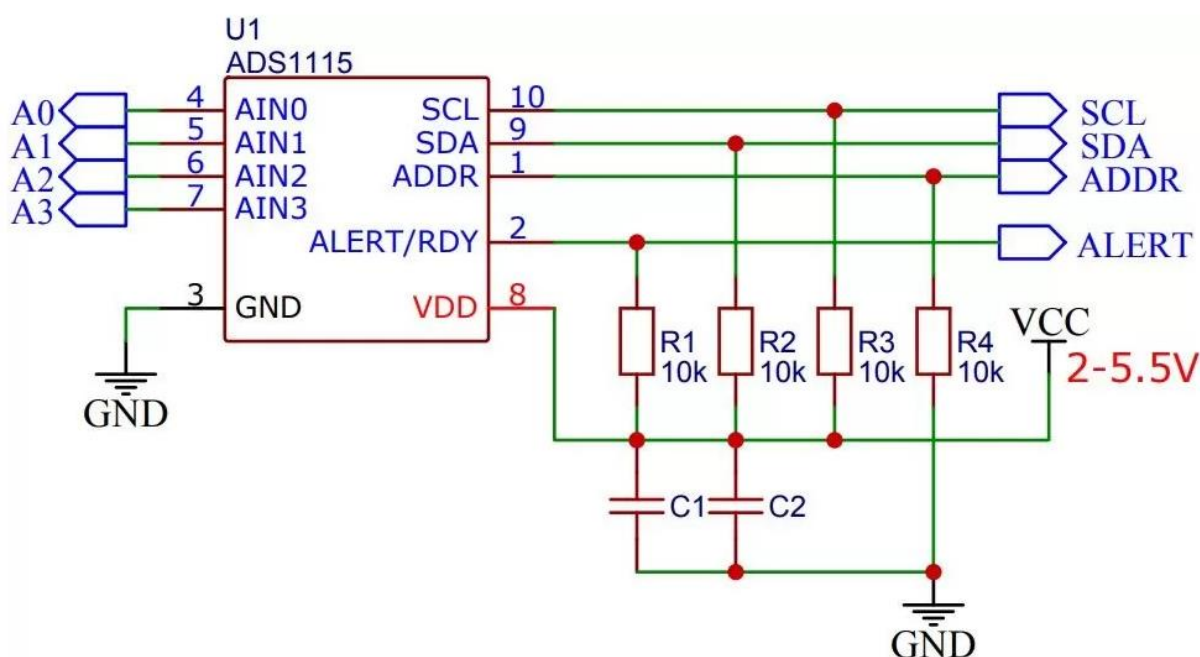 U1
ADS1115
A0 4 AIN0 SCL 10 SCL
A1 5 AIN1 SDA 9 SDA
A2 6 AIN2 ADDR 1 ADDR
A3 7 AIN3
ALERT/RDY 2 ALERT
3 GND VDD 8
VCC
2-5.5V
R1 R2 R3 R4
10k 10k 10k 10k
GND
C1 C2
GND